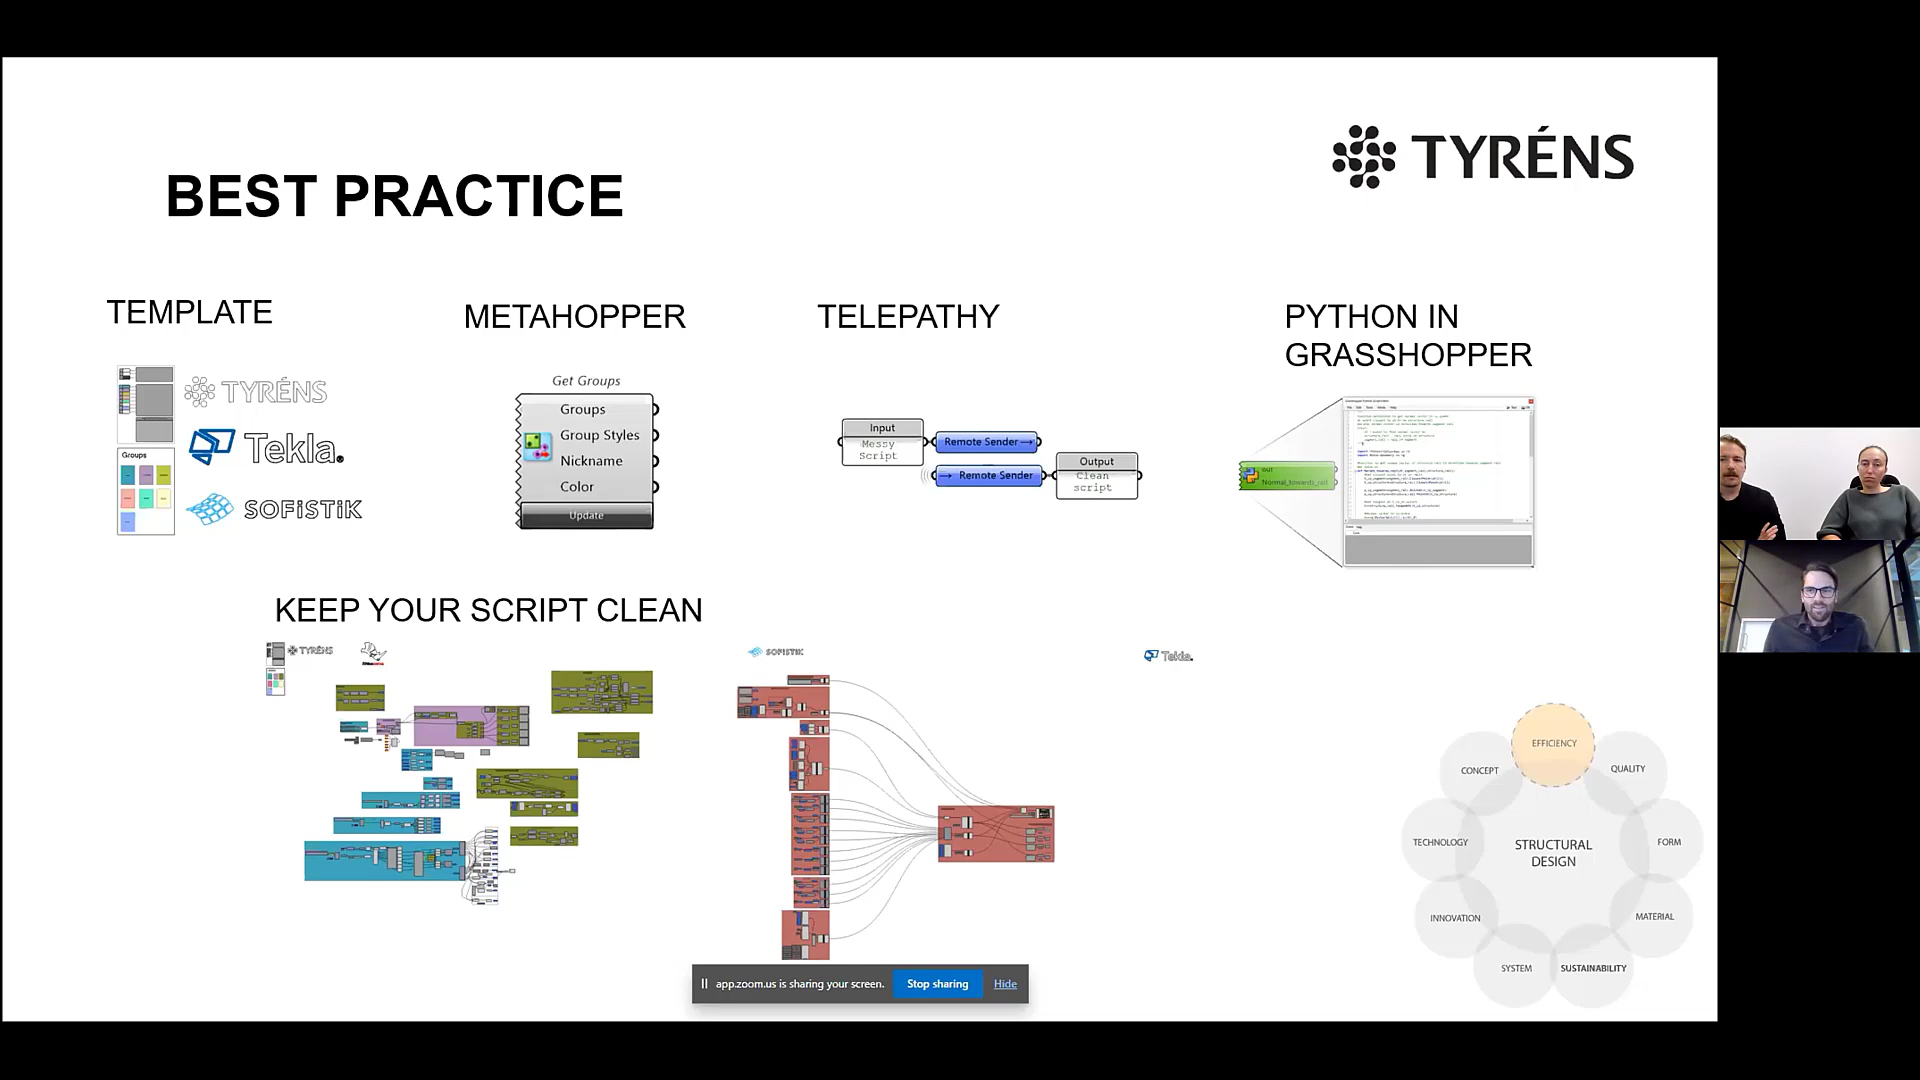 TYRÉNS
BEST PRACTICE
TEMPLATE
METAHOPPER
TELEPATHY
PYTHON IN
GRASSHOPPER
TYRÉNS
Tekla.
Groups
SOFiSTiK
Get Groups
Groups
Group Styles
Nickname
Color
Update
Input
Messy
Script
Remote Sender
Remote Sender
Output
Clean
script
out
Normal_towards_rail
KEEP YOUR SCRIPT CLEAN
TYRÉNS
SOFiSTiK
Tekla.
EFFICIENCY
CONCEPT
QUALITY
TECHNOLOGY
STRUCTURAL
DESIGN
FORM
INNOVATION
MATERIAL
SYSTEM
SUSTAINABILITY
app.zoom.us is sharing your screen.
Stop sharing
Hide